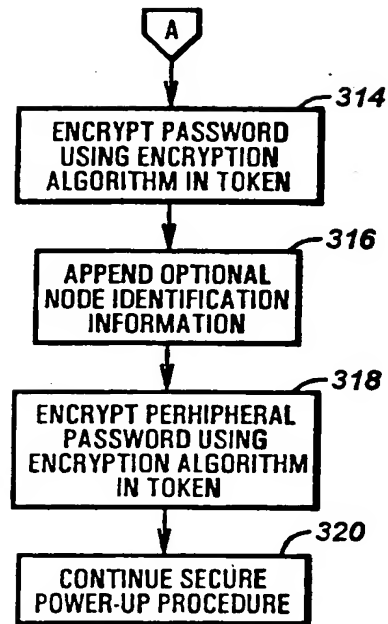 A
314
ENCRYPT PASSWORD
USING ENCRYPTION
ALGORITHM IN TOKEN
316
APPEND OPTIONAL
NODE IDENTIFICATION
INFORMATION
318
ENCRYPT PERHIPHERAL
PASSWORD USING
ENCRYPTION ALGORITHM
IN TOKEN
320
CONTINUE SECURE
POWER-UP PROCEDURE